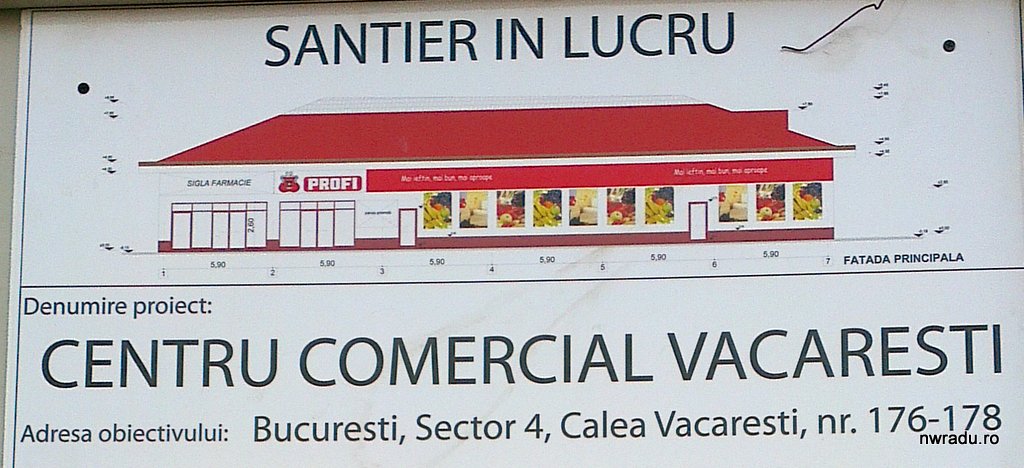 SANTIER IN LUCRU
SIGLA FARMACIE
PROFI
Mai ieftin, mai bun, mai aproape
Mai ieftin, mai bun, mai aproape
2,60
5,90 5,90 5,90 5,90 5,90 5,90
1 2 3 4 5 6 7
FATADA PRINCIPALA
Denumire proiect:
CENTRU COMERCIAL VACARESTI
Adresa obiectivului: Bucuresti, Sector 4, Calea Vacaresti, nr. 176-178
nwradu.ro